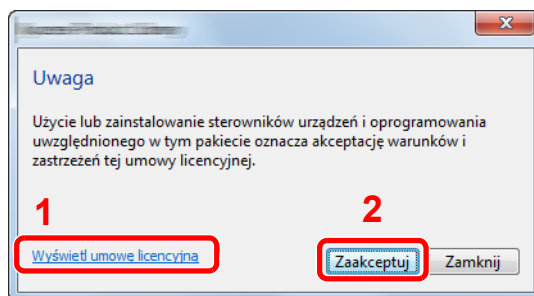 Uwaga
Użycie lub zainstalowanie sterowników urządzeń i oprogramowania
uwzględnionego w tym pakiecie oznacza akceptację warunków i
zastrzeżeń tej umowy licencyjnej.
1
2
Wyświetl umowę licencyjna
Zaakceptuj
Zamknij